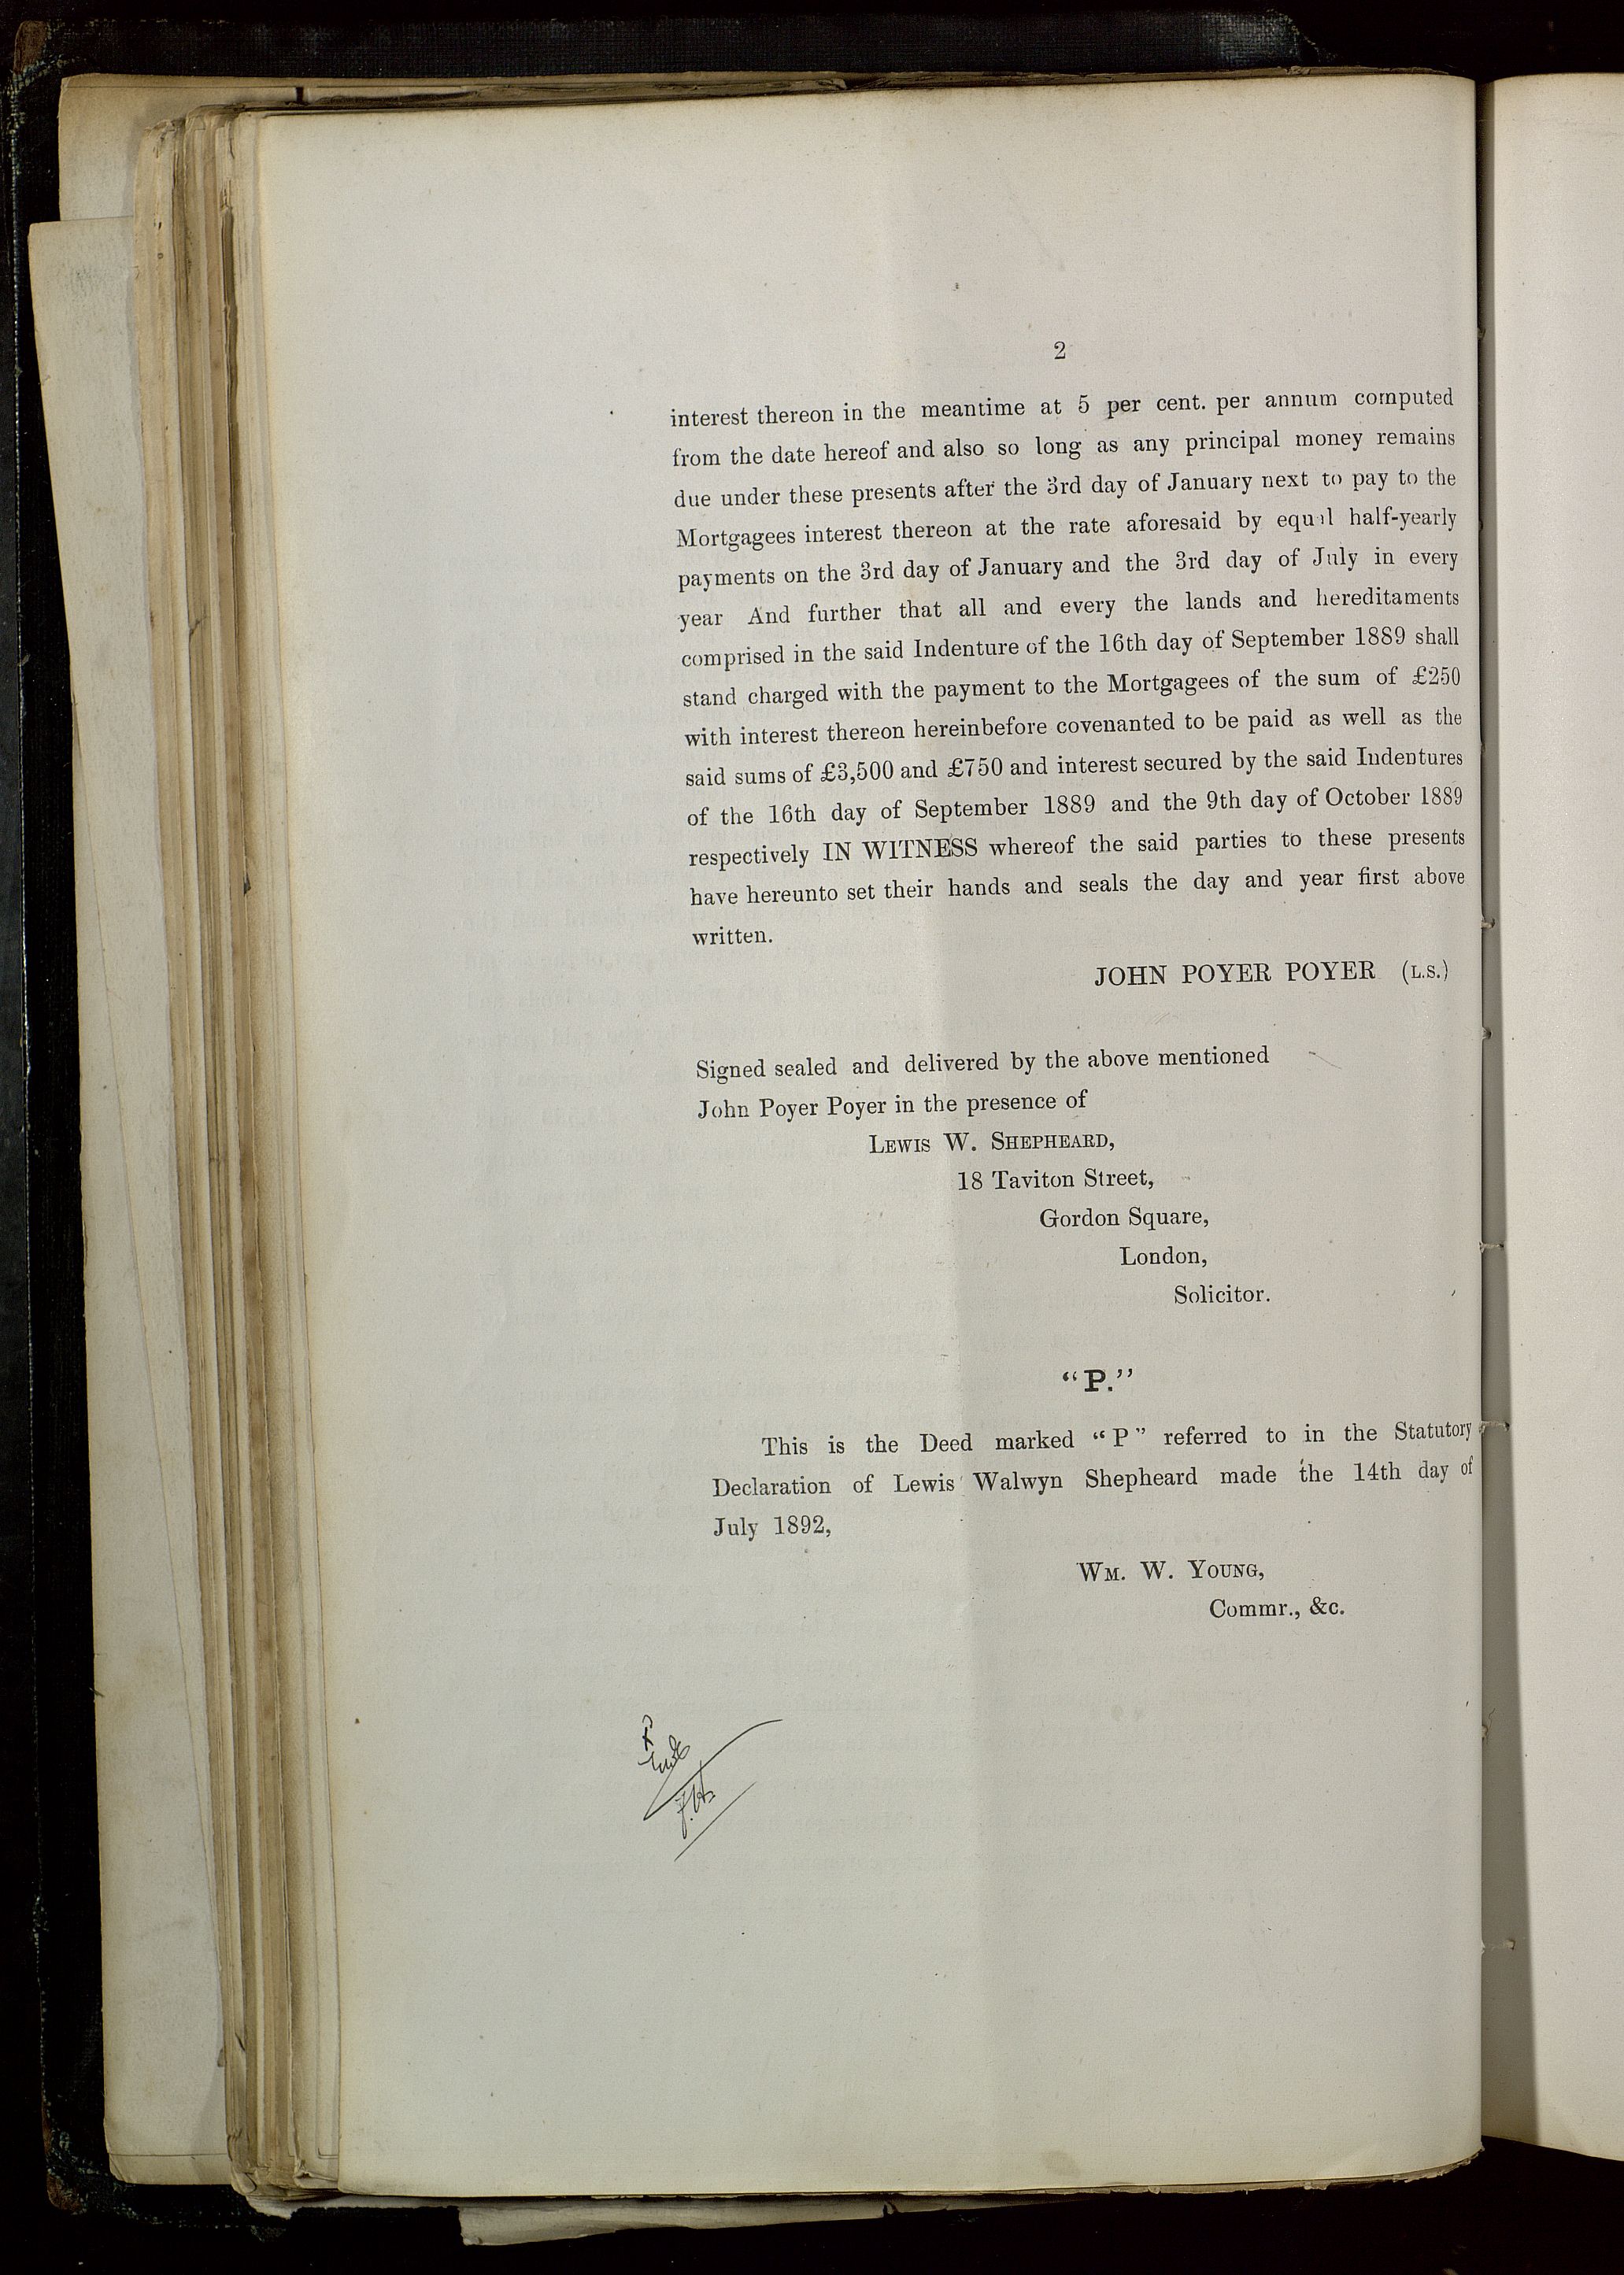 2
interest thereon in the meantime at 5 per cent. per annum computed
from the date hereof and also so long as any principal money remains
due under these presents after the 3rd day of January next to pay to the
Mortgagees interest thereon at the rate aforesaid by equal half-yearly
payments on the 3rd day of January and the 3rd day of July in every
year And further that all and every the lands and hereditaments
comprised in the said Indenture of the 16th day of September 1889 shall
stand charged with the payment to the Mortgagees of the sum of £250
with interest thereon hereinbefore covenanted to be paid as well as the
said sums of £3,500 and £750 and interest secured by the said Indentures
of the 16th day of September 1889 and the 9th day of October 1889
respectively IN WITNESS whereof the said parties to these presents
have hereunto set their hands and seals the day and year first above
written.
JOHN POYER POYER (L.S.)
Signed sealed and delivered by the above mentioned
John Poyer Poyer in the presence of
LEWIS W. SHEPHEARD,
18 Taviton Street,
Gordon Square,
London,
Solicitor.
“P.”
This is the Deed marked “P” referred to in the Statutory
Declaration of Lewis Walwyn Shepheard made the 14th day of
July 1892,
WM. W. YOUNG,
Commr., &c.